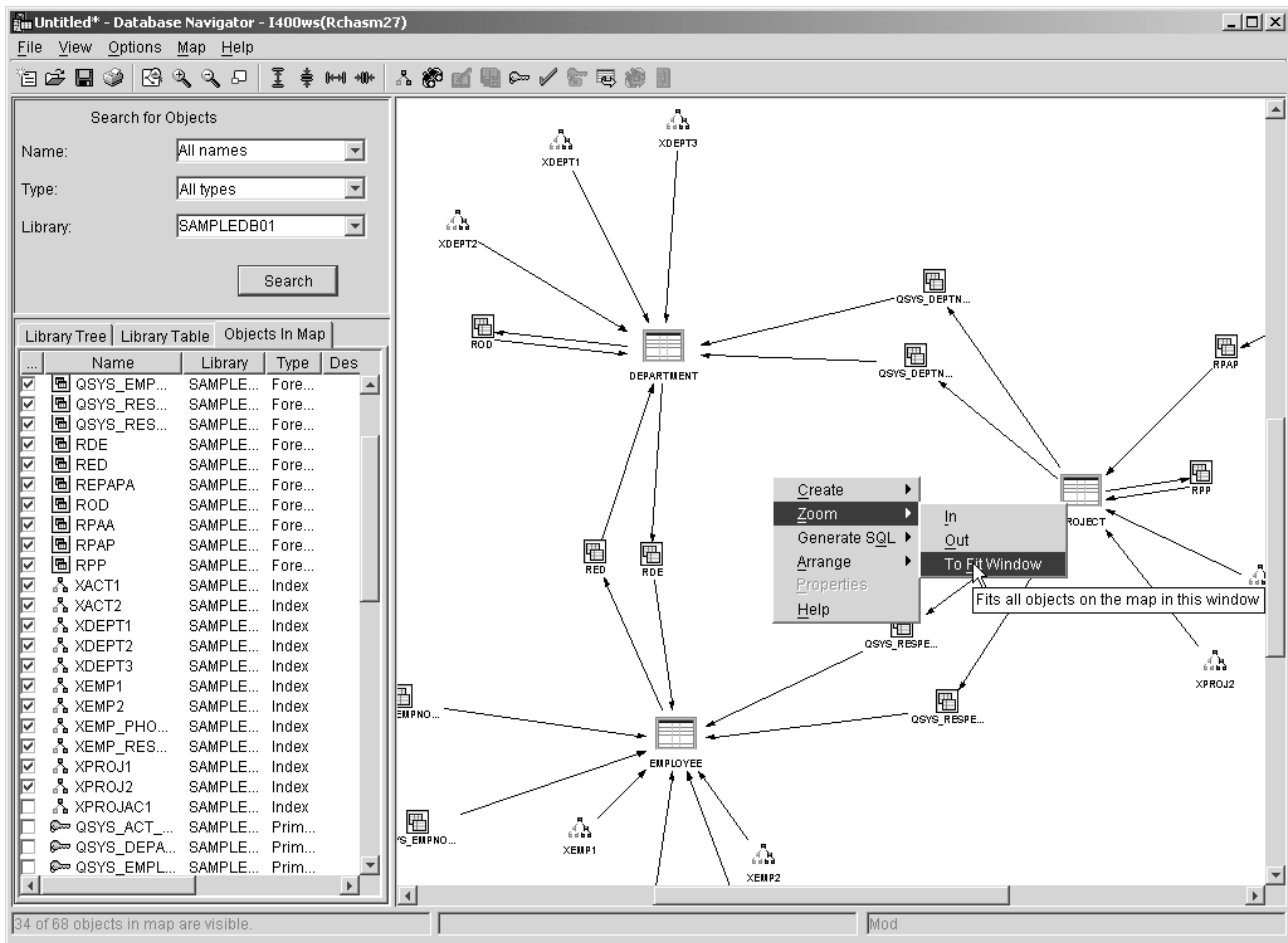 Untitled* - Database Navigator - I400ws(Rchasm27)
File View Options Map Help
Search for Objects
Name: All names
Type: All types
Library: SAMPLEDB01
Search
Library Tree Library Table Objects In Map
... Name Library Type Des
QSYS_EMP... SAMPLE... Fore...
QSYS_RES... SAMPLE... Fore...
QSYS_RES... SAMPLE... Fore...
RDE SAMPLE... Fore...
RED SAMPLE... Fore...
REPAPA SAMPLE... Fore...
ROD SAMPLE... Fore...
RPAA SAMPLE... Fore...
RPAP SAMPLE... Fore...
RPP SAMPLE... Fore...
XACT1 SAMPLE... Index
XACT2 SAMPLE... Index
XDEPT1 SAMPLE... Index
XDEPT2 SAMPLE... Index
XDEPT3 SAMPLE... Index
XEMP1 SAMPLE... Index
XEMP2 SAMPLE... Index
XEMP_PHO... SAMPLE... Index
XEMP_RES... SAMPLE... Index
XPROJ1 SAMPLE... Index
XPROJ2 SAMPLE... Index
XPROJAC1 SAMPLE... Index
QSYS_ACT_... SAMPLE... Prim...
QSYS_DEPA... SAMPLE... Prim...
QSYS_EMPL... SAMPLE... Prim...
XDEPT3
XDEPT1
XDEPT2
QSYS_DEPTN...
ROD
RPAP
QSYS_DEPTN...
DEPARTMENT
RPP
ROJECT
Create
Zoom
Generate SQL
Arrange
Properties
Help
In
Out
To Fit Window
Fits all objects on the map in this window
RED
RDE
QSYS_RESPE...
XPROJ2
EMPNO...
QSYS_RESPE...
EMPLOYEE
YS_EMPNO...
XEMP1
XEMP2
34 of 68 objects in map are visible.
Mod